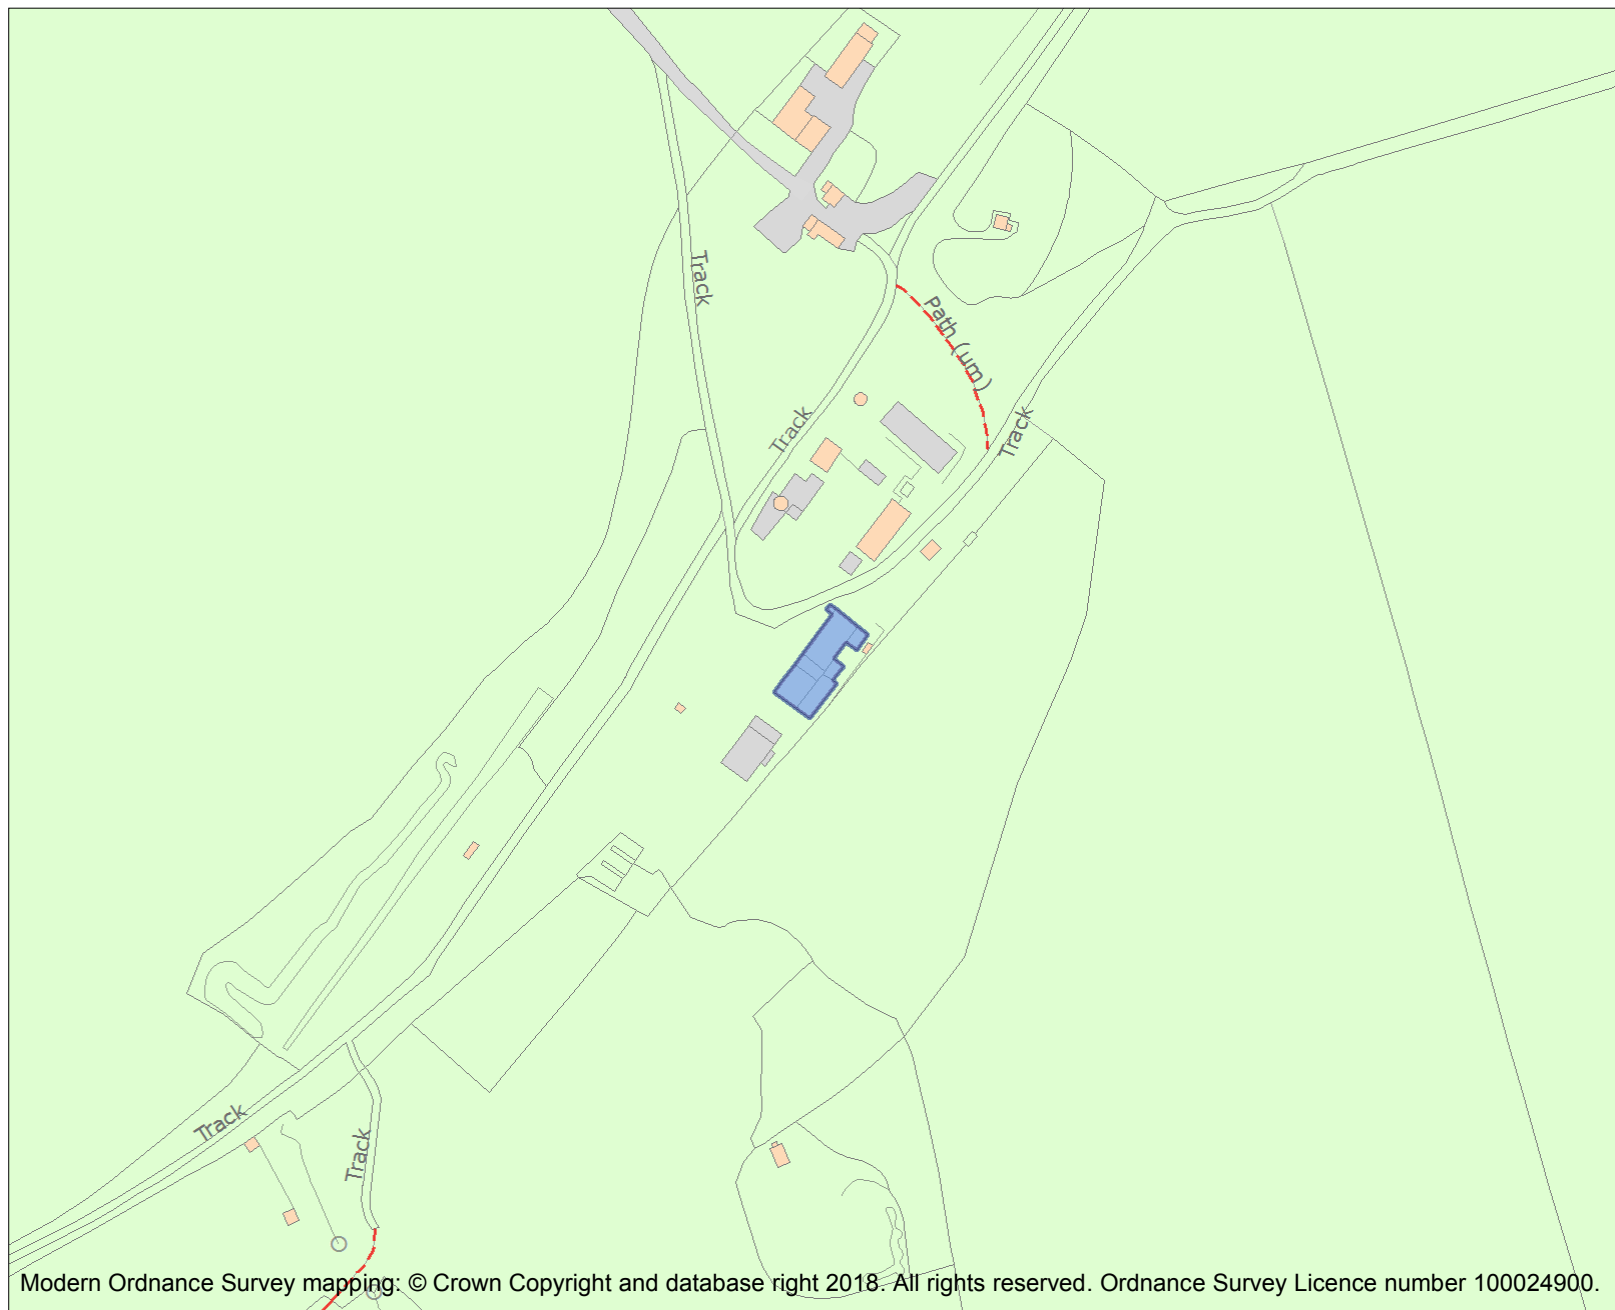 Track
Path (um)
Track
Track
Track
Track
Modern Ordnance Survey mapping: © Crown Copyright and database right 2018. All rights reserved. Ordnance Survey Licence number 100024900.